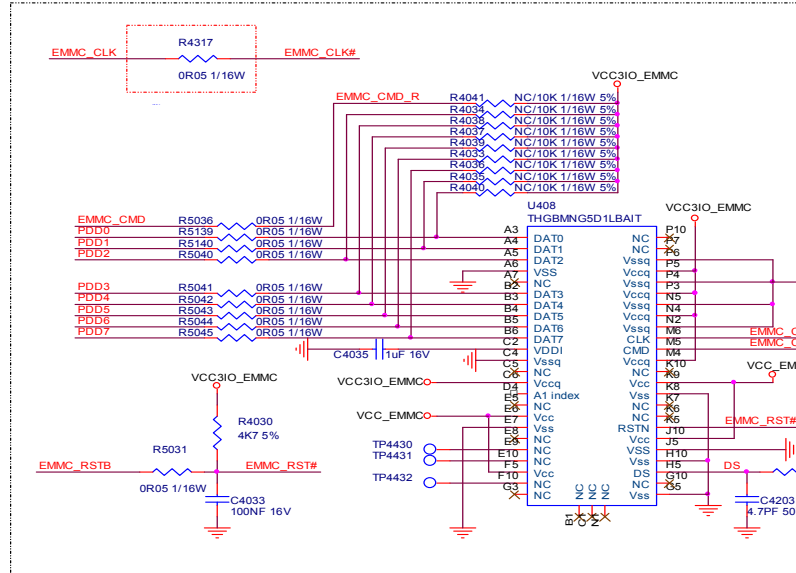 R4317
EMMC_CLK
EMMC_CLK#
0R05 1/16W
VCC3IO_EMMC
EMMC_CMD_R
R4041 NC/10K 1/16W 5%
R4034 NC/10K 1/16W 5%
R4038 NC/10K 1/16W 5%
R4037 NC/10K 1/16W 5%
R4039 NC/10K 1/16W 5%
R4033 NC/10K 1/16W 5%
R4036 NC/10K 1/16W 5%
R4035 NC/10K 1/16W 5%
R4040 NC/10K 1/16W 5%
U408
THGBMNG5D1LBAIT
VCC3IO_EMMC
EMMC_CMD R5036 0R05 1/16W
PDD0 R5139 0R05 1/16W
PDD1 R5140 0R05 1/16W
PDD2 R5040 0R05 1/16W
PDD3 R5041 0R05 1/16W
PDD4 R5042 0R05 1/16W
PDD5 R5043 0R05 1/16W
PDD6 R5044 0R05 1/16W
PDD7 R5045 0R05 1/16W
C4035 1uF 16V
A3 DAT0 NC P10
A4 DAT1 NC P7
A5 DAT2 Vssq P6
A6 VSS Vccq P5
A7 NC Vssq P4
B2 DAT3 Vccq P3
B3 DAT4 Vssq N5
B4 DAT5 Vccq N4
B5 DAT6 Vssq N2
B6 DAT7 CLK M6
C2 VDDI CMD M5
C4 Vssq Vccq M4
C5 NC NC K10
D4 Vccq Vcc K9
A1 index Vss K8
E5 NC NC K7
E6 Vcc NC K6
E7 Vss RSTN K5
E8 NC Vcc J10
E9 NC VSS J5
E10 NC Vss H10
F5 Vcc DS H5
F10 NC NC G10
G3 NC Vss G5
NC NC NC
B1
EMMC_C
EMMC_C
VCC_EM
EMMC_RST#
DS
C4203
4.7PF 50
VCC3IO_EMMC
VCC_EMMC
TP4430
TP4431
TP4432
VCC3IO_EMMC
R4030
4K7 5%
R5031
EMMC_RSTB
EMMC_RST#
0R05 1/16W
C4033
100NF 16V